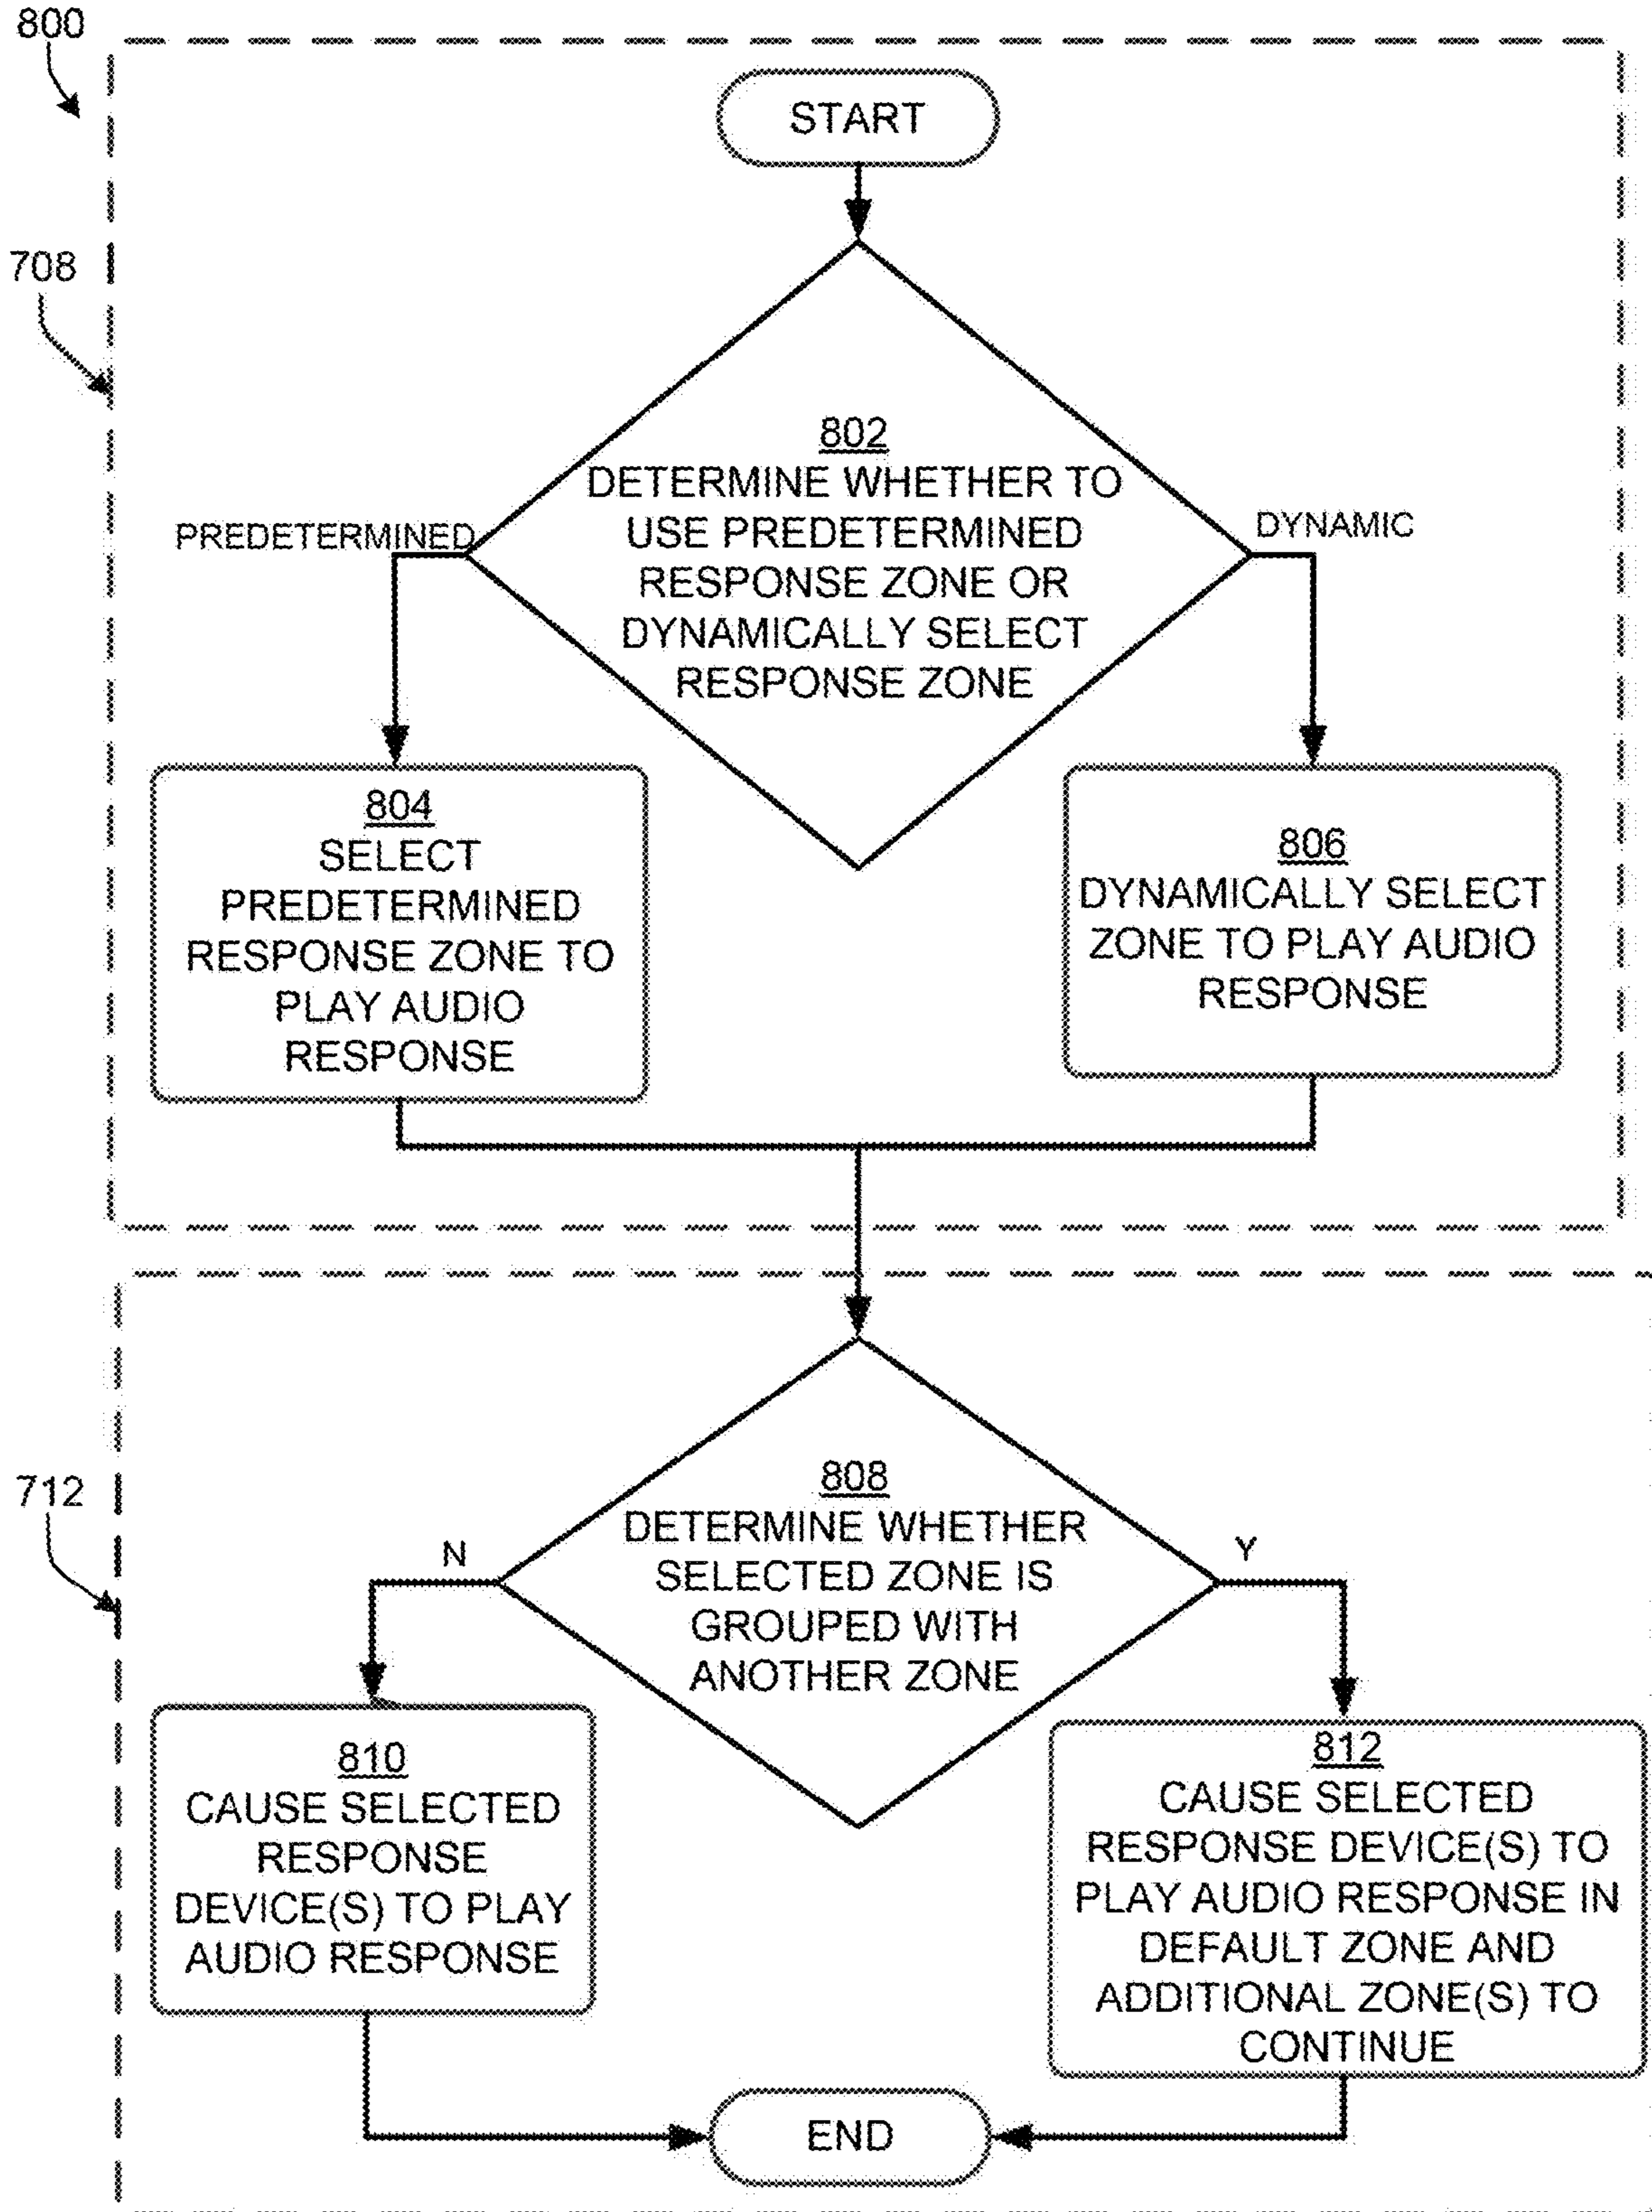 800
START
708
802
DETERMINE WHETHER TO
USE PREDETERMINED
RESPONSE ZONE OR
DYNAMICALLY SELECT
RESPONSE ZONE
PREDETERMINED
DYNAMIC
804
SELECT
PREDETERMINED
RESPONSE ZONE TO
PLAY AUDIO
RESPONSE
806
DYNAMICALLY SELECT
ZONE TO PLAY AUDIO
RESPONSE
712
808
DETERMINE WHETHER
SELECTED ZONE IS
GROUPED WITH
ANOTHER ZONE
N
Y
810
CAUSE SELECTED
RESPONSE
DEVICE(S) TO PLAY
AUDIO RESPONSE
812
CAUSE SELECTED
RESPONSE DEVICE(S) TO
PLAY AUDIO RESPONSE IN
DEFAULT ZONE AND
ADDITIONAL ZONE(S) TO
CONTINUE
END